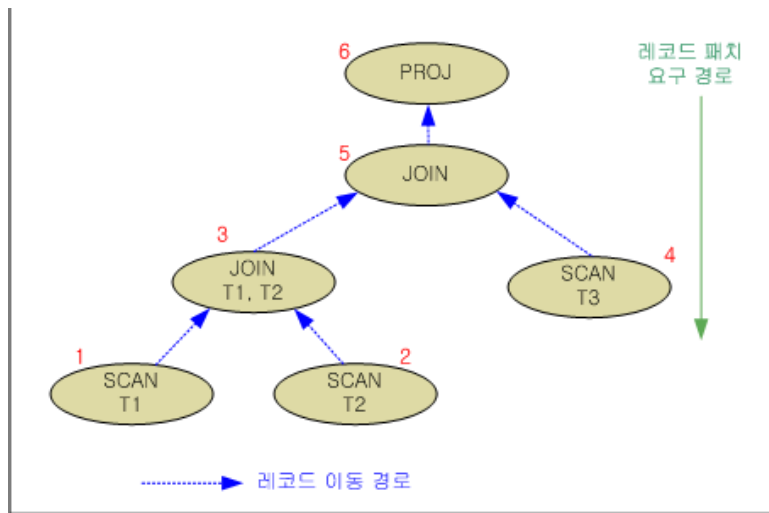 6
PROJ
레코드 패치
요구 경로
5
JOIN
3
JOIN
T1, T2
4
SCAN
T3
1
SCAN
T1
2
SCAN
T2
레코드 이동 경로